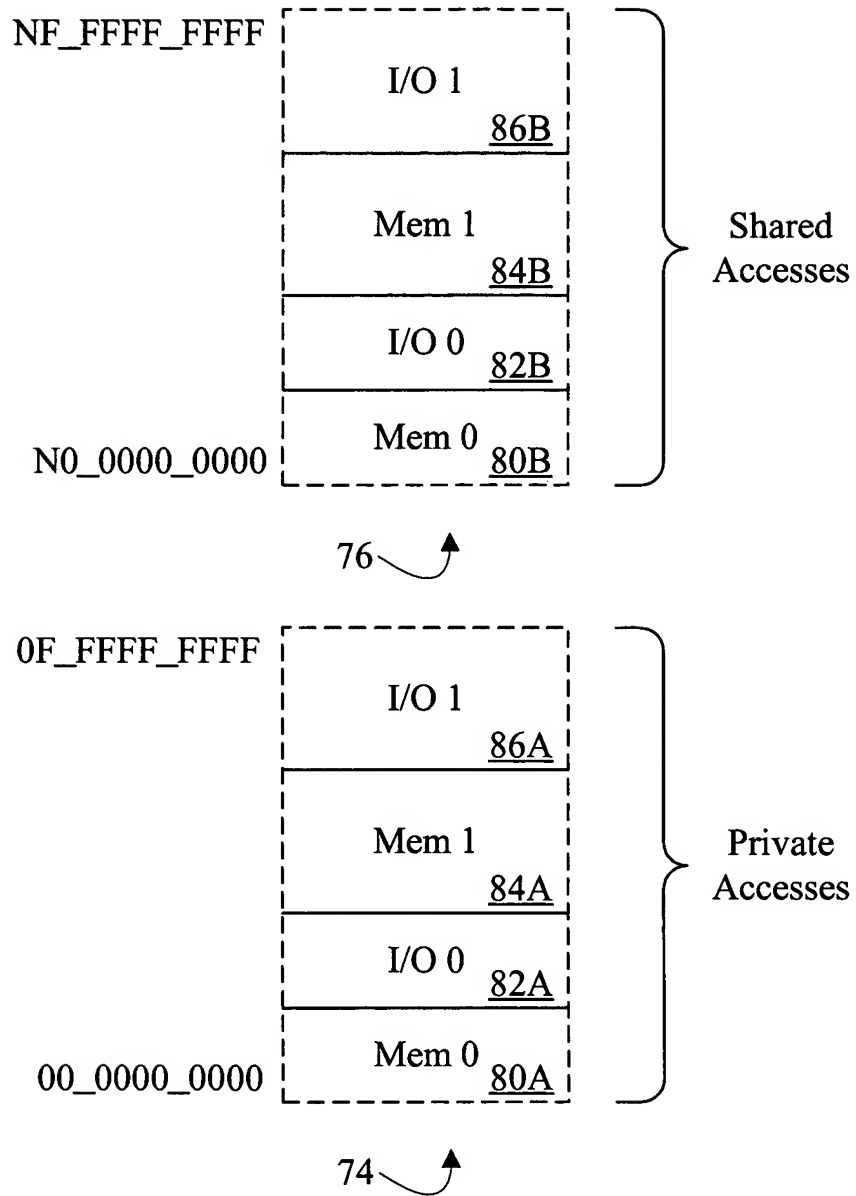 NF_FFFF_FFFF
I/O 1
86B
Mem 1
84B
Shared
Accesses
I/O 0
82B
Mem 0
80B
N0_0000_0000
76
0F_FFFF_FFFF
I/O 1
86A
Mem 1
84A
Private
Accesses
I/O 0
82A
Mem 0
80A
00_0000_0000
74